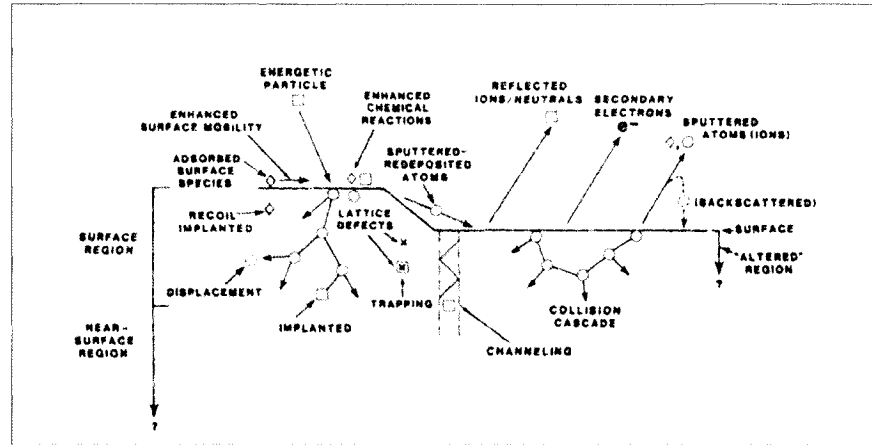 ENERGETIC
PARTICLE
ENHANCED
SURFACE MOBILITY
ENHANCED
CHEMICAL
REACTIONS
REFLECTED
IONS/NEUTRALS
SECONDARY
ELECTRONS
e−
SPUTTERED
ATOMS (IONS)
ADSORBED
SURFACE
SPECIES
SPUTTERED-
REDEPOSITED
ATOMS
(BACKSCATTERED)
RECOIL
IMPLANTED
LATTICE
DEFECTS
SURFACE
SURFACE
REGION
"ALTERED"
REGION
?
DISPLACEMENT
TRAPPING
IMPLANTED
COLLISION
CASCADE
CHANNELING
NEAR-
SURFACE
REGION
?